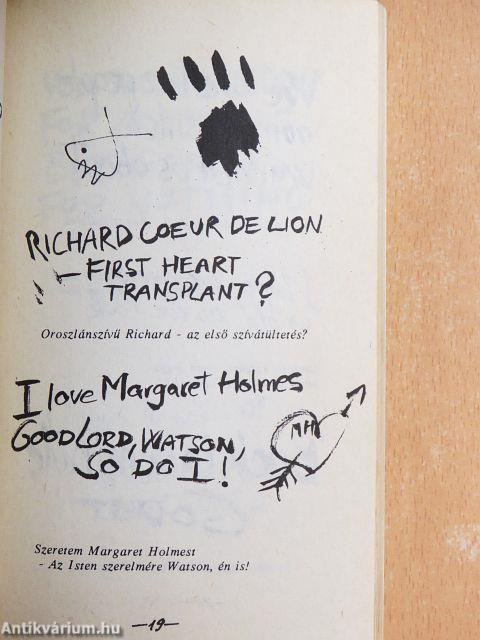 RICHARD COEUR DE LION
— FIRST HEART
TRANSPLANT?
Oroszlánszívű Richard - az első szívátültetés?
I love Margaret Holmes
GOOD LORD, WATSON,
SO DO I!
MH
Szeretem Margaret Holmest
- Az Isten szerelmére Watson, én is!
—19—
Antikvárium.hu